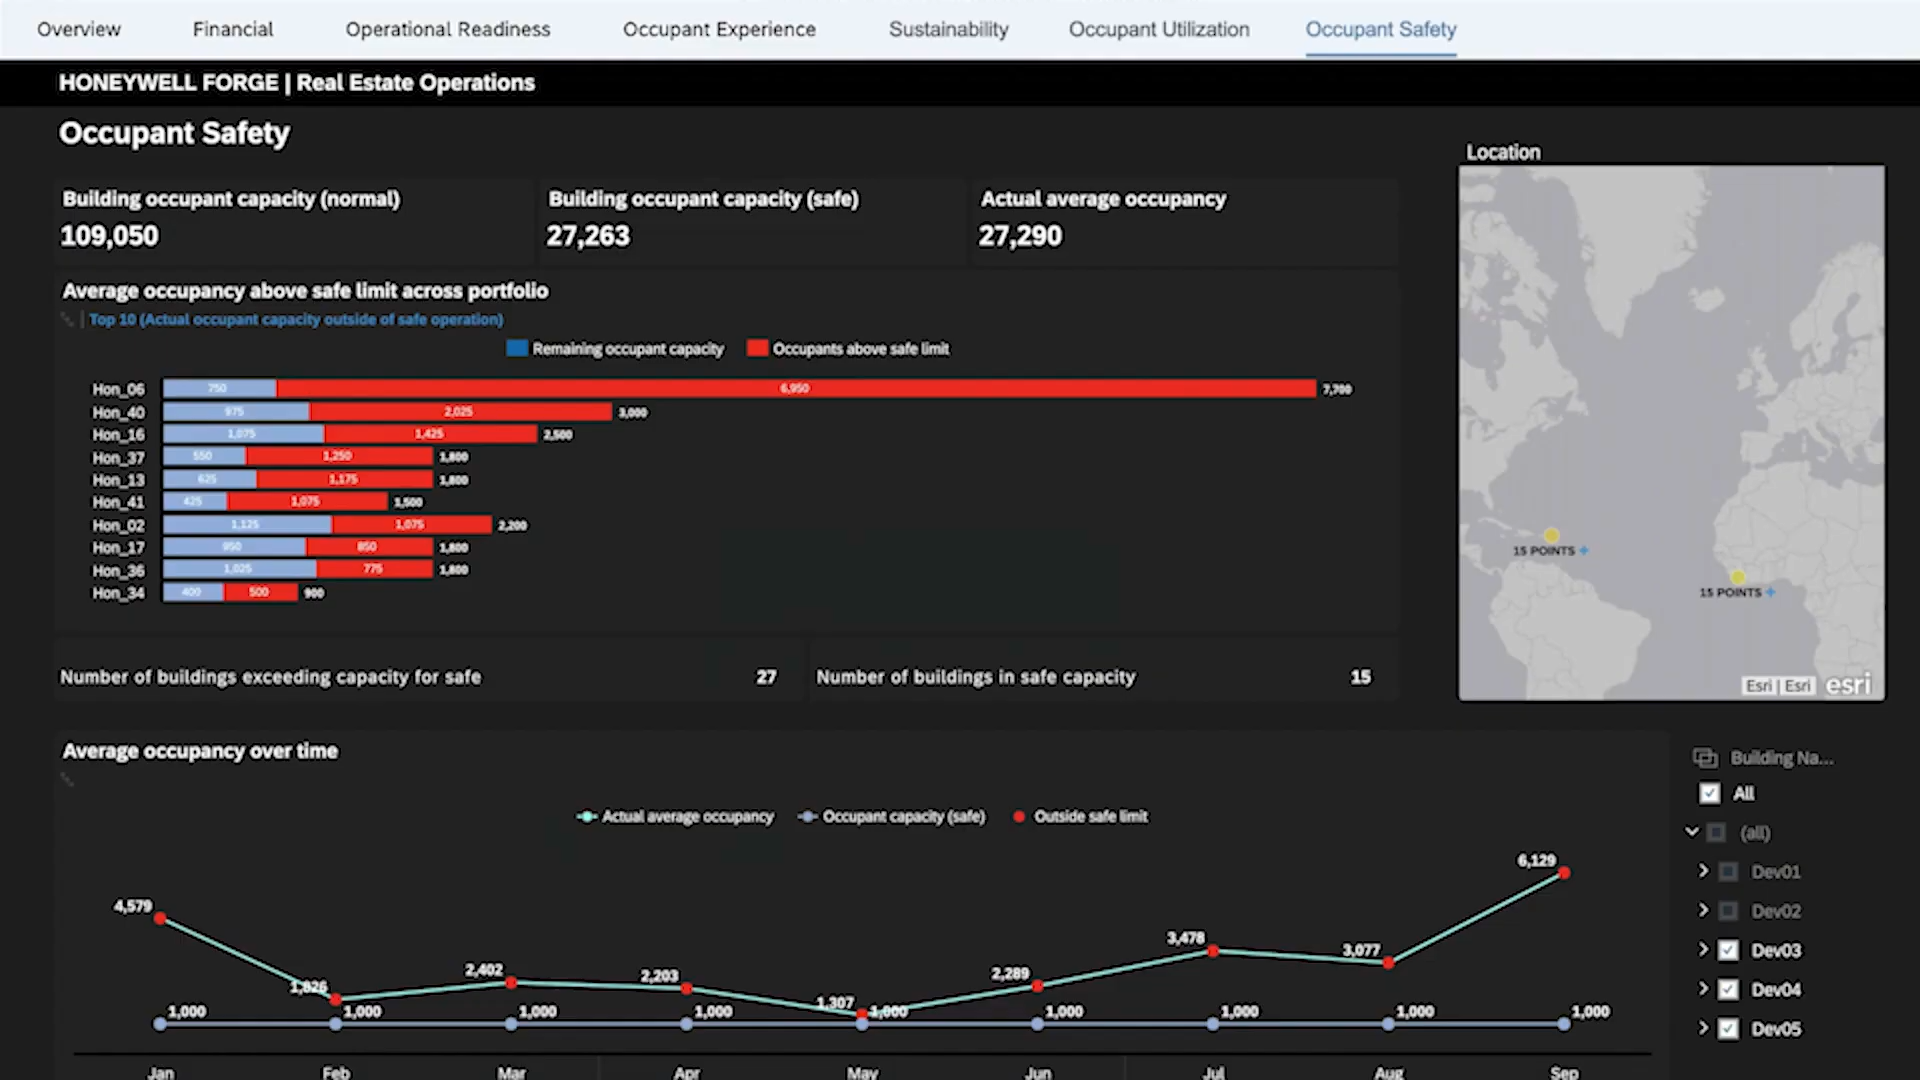 Overview Financial Operational Readiness Occupant Experience Sustainability Occupant Utilization Occupant Safety
HONEYWELL FORGE | Real Estate Operations
Occupant Safety
Location
Building occupant capacity (normal)
109,050
Building occupant capacity (safe)
27,263
Actual average occupancy
27,290
Average occupancy above safe limit across portfolio
Top 10 (Actual occupant capacity outside of safe operation)
Remaining occupant capacity Occupants above safe limit
Hon_06 750 6,950 7,700
Hon_40 975 2,025 3,000
Hon_16 1,075 1,425 2,500
Hon_37 550 1,250 1,800
Hon_13 625 1,175 1,800
Hon_41 425 1,075 1,500
Hon_02 1,125 1,075 2,200
Hon_17 950 850 1,800
Hon_36 1,025 775 1,800
Hon_34 400 500 900
15 POINTS +
15 POINTS +
Esri | Esri esri
Number of buildings exceeding capacity for safe 27
Number of buildings in safe capacity 15
Average occupancy over time
Actual average occupancy Occupant capacity (safe) Outside safe limit
4,579 1,826 2,402 2,203 1,307 2,289 3,478 3,077 6,129
1,000 1,000 1,000 1,000 1,000 1,000 1,000 1,000 1,000
Jan Feb Mar Apr May Jun Jul Aug Sep
Building Na...
All
(all)
Dev01
Dev02
Dev03
Dev04
Dev05